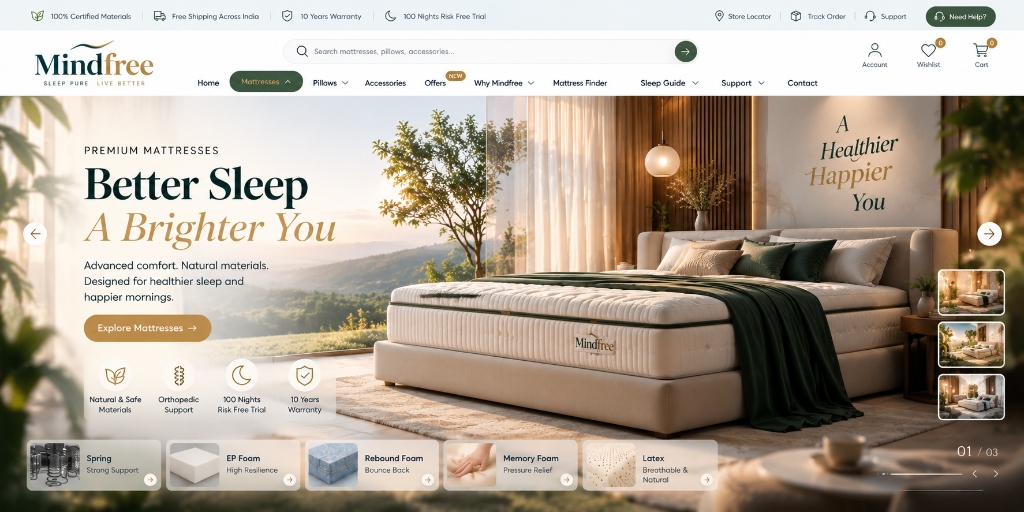 100% Certified Materials
Free Shipping Across India
10 Years Warranty
100 Nights Risk Free Trial
Store Locator
Track Order
Support
Need Help?
Mindfree
SLEEP PURE LIVE BETTER
Search mattresses, pillows, accessories...
Account
0
Wishlist
0
Cart
Home
Mattresses
Pillows
Accessories
Offers
NEW
Why Mindfree
Mattress Finder
Sleep Guide
Support
Contact
PREMIUM MATTRESSES
Better Sleep
A Brighter You
Advanced comfort. Natural materials.
Designed for healthier sleep and
happier mornings.
Explore Mattresses
Natural & Safe
Materials
Orthopedic
Support
100 Nights
Risk Free Trial
10 Years
Warranty
A
Healthier
Happier
You
Mindfree
Spring
Strong Support
EP Foam
High Resilience
Rebound Foam
Bounce Back
Memory Foam
Pressure Relief
Latex
Breathable &
Natural
01 / 03